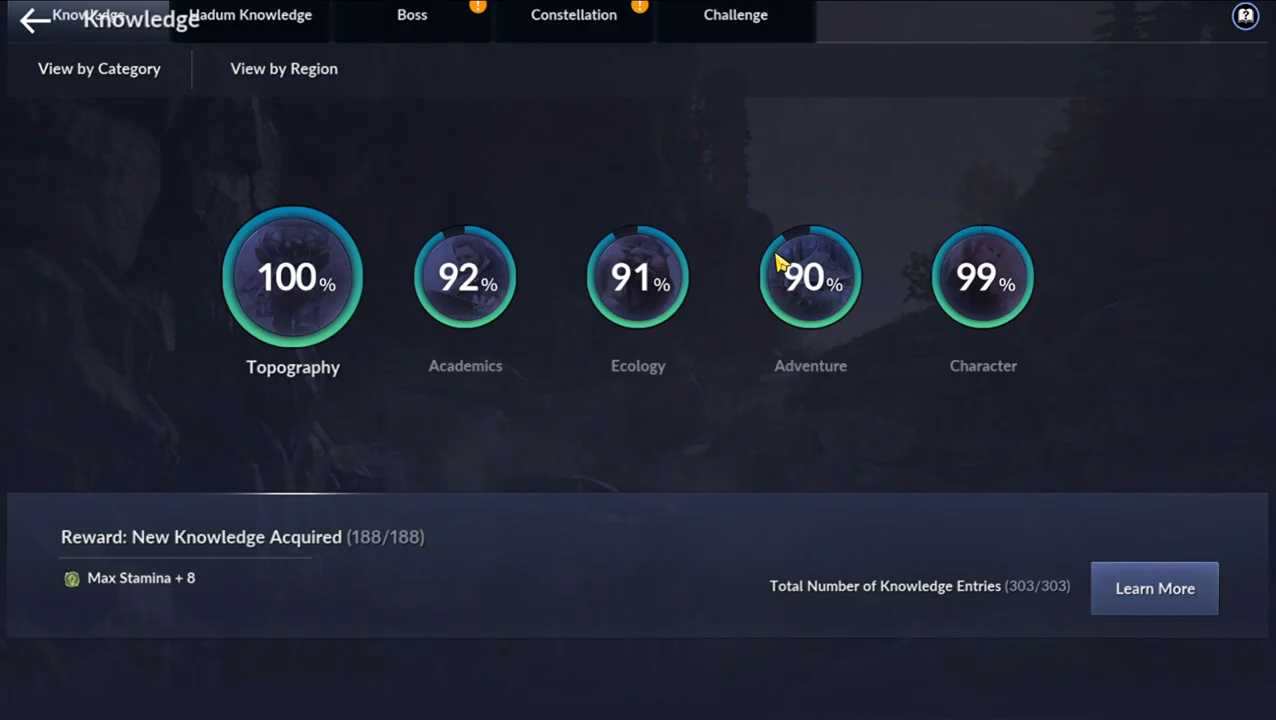 Knowledge
Knowledge
Hadum Knowledge
Boss
Constellation
Challenge
View by Category
View by Region
100%
92%
91%
90%
99%
Topography
Academics
Ecology
Adventure
Character
Reward: New Knowledge Acquired (188/188)
Max Stamina + 8
Total Number of Knowledge Entries (303/303)
Learn More